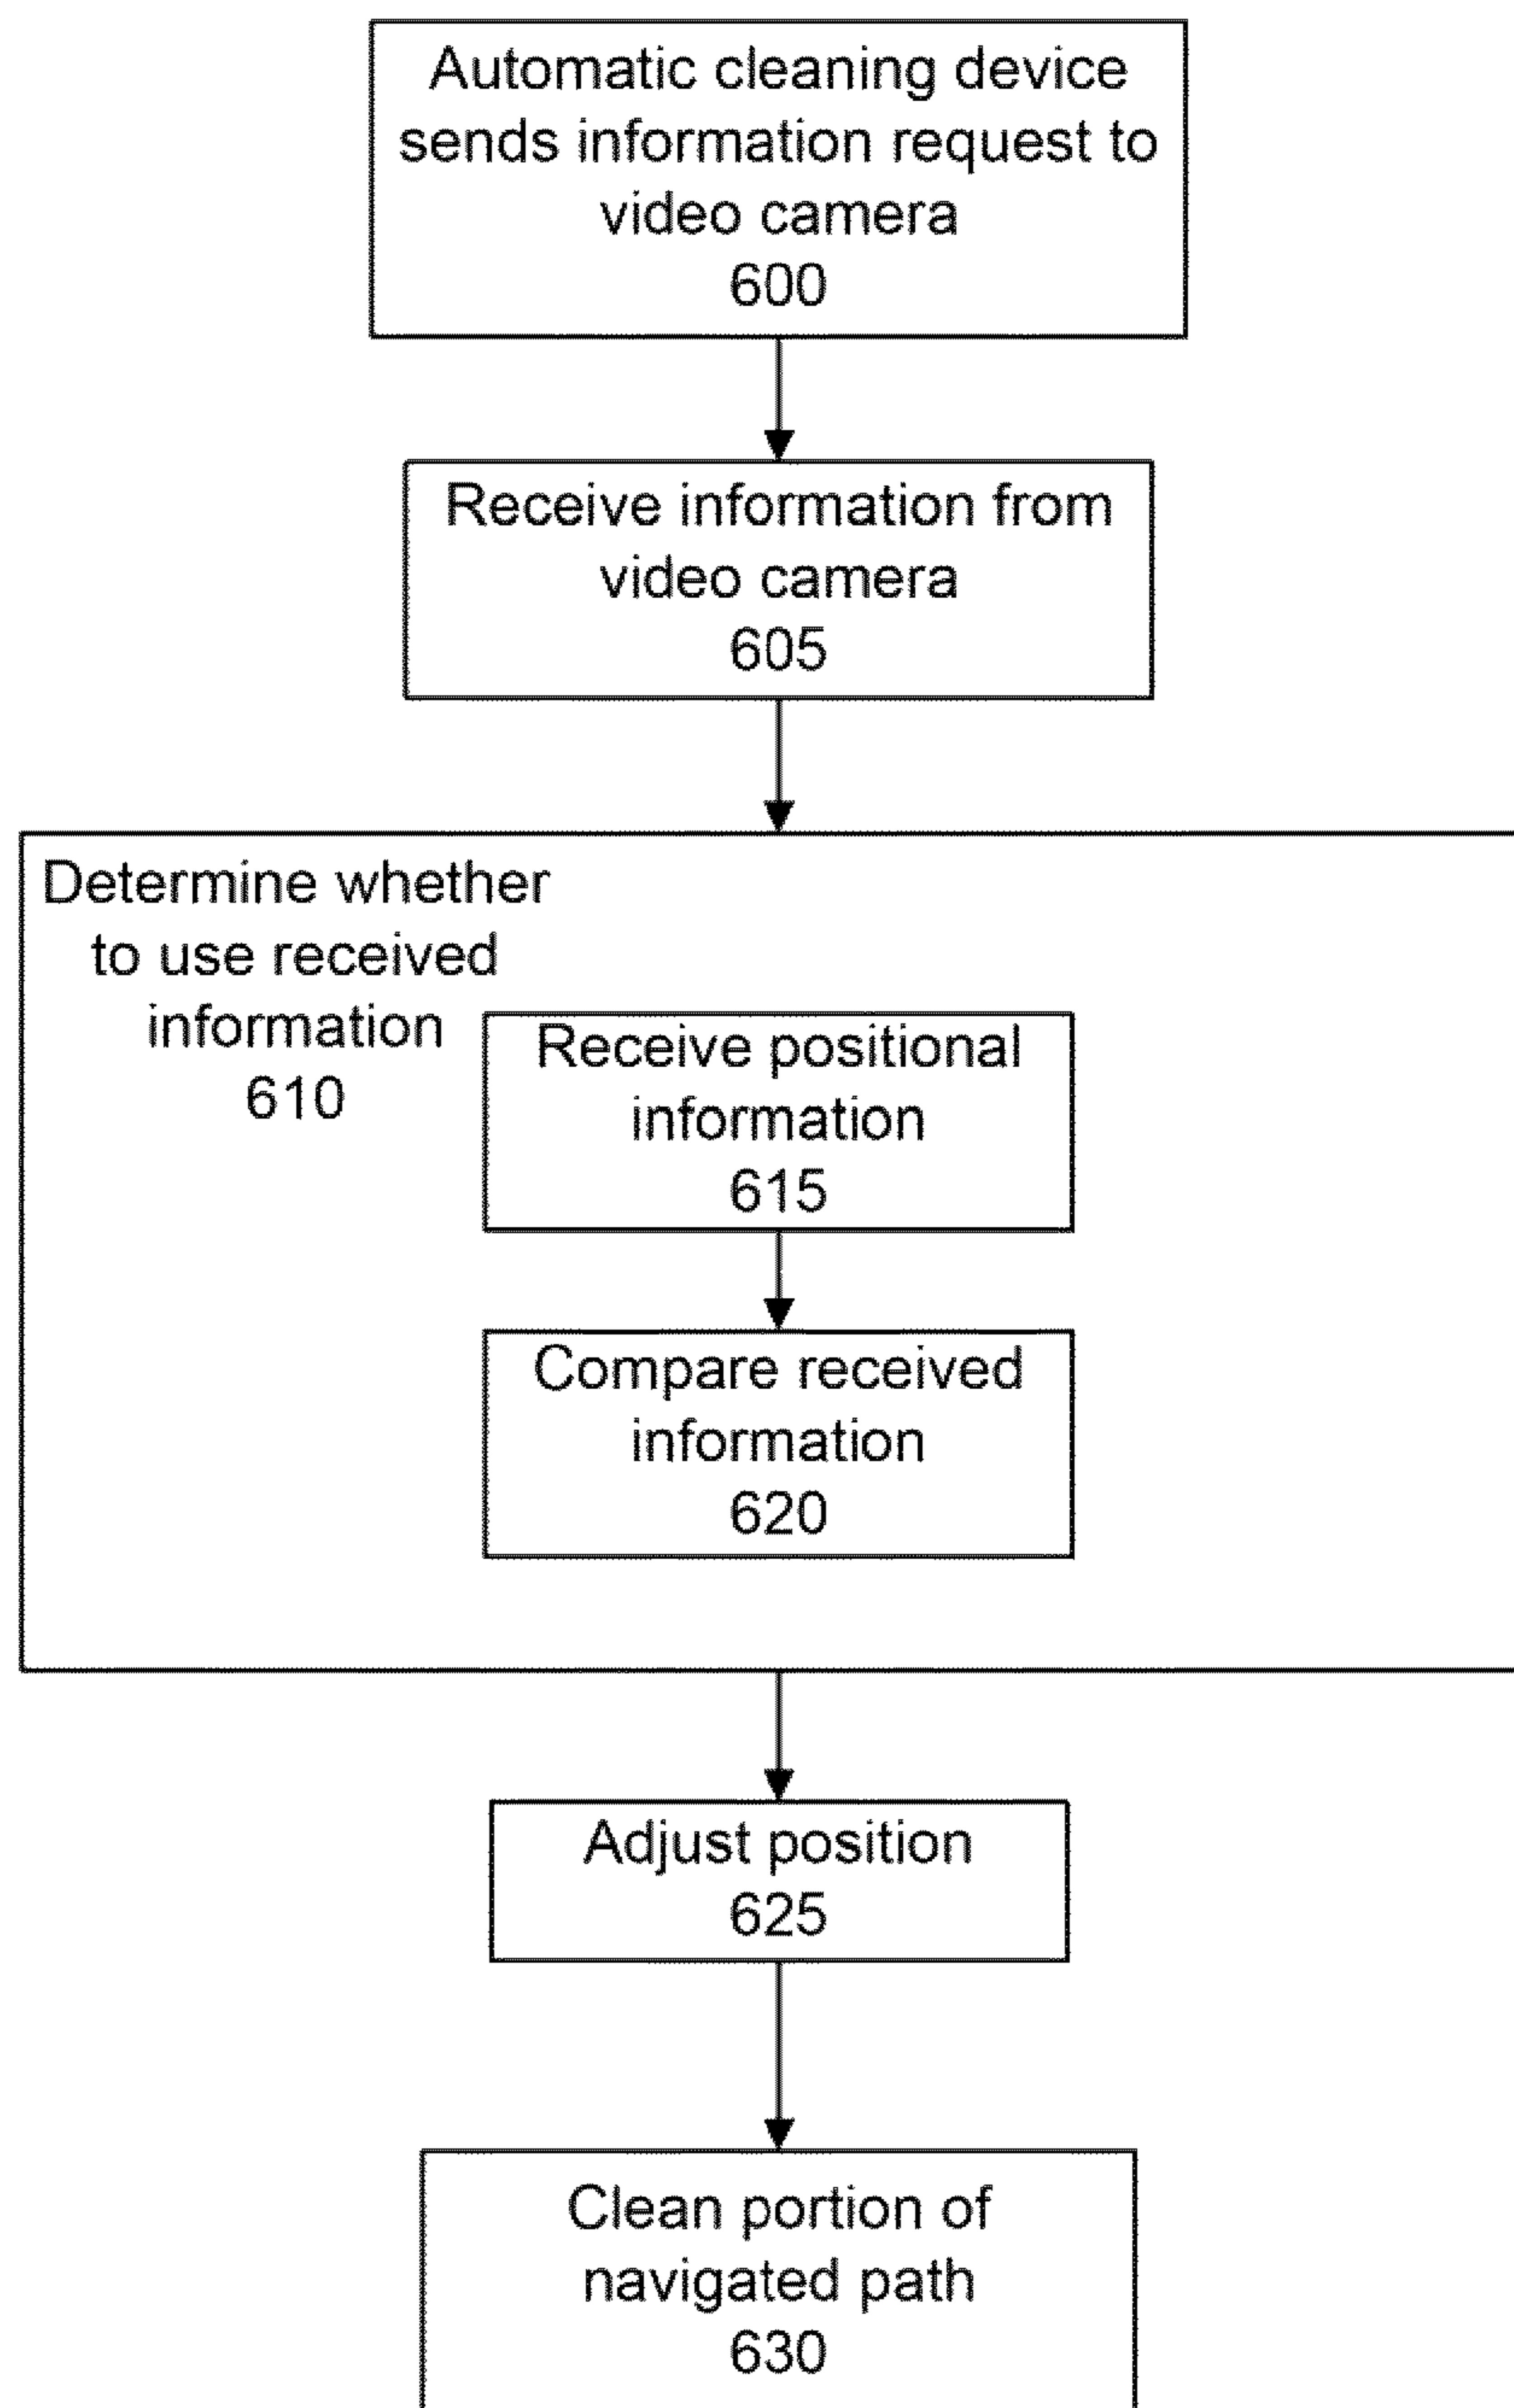 Automatic cleaning device
sends information request to
video camera
600
Receive information from
video camera
605
Determine whether
to use received
information
610
Receive positional
information
615
Compare received
information
620
Adjust position
625
Clean portion of
navigated path
630